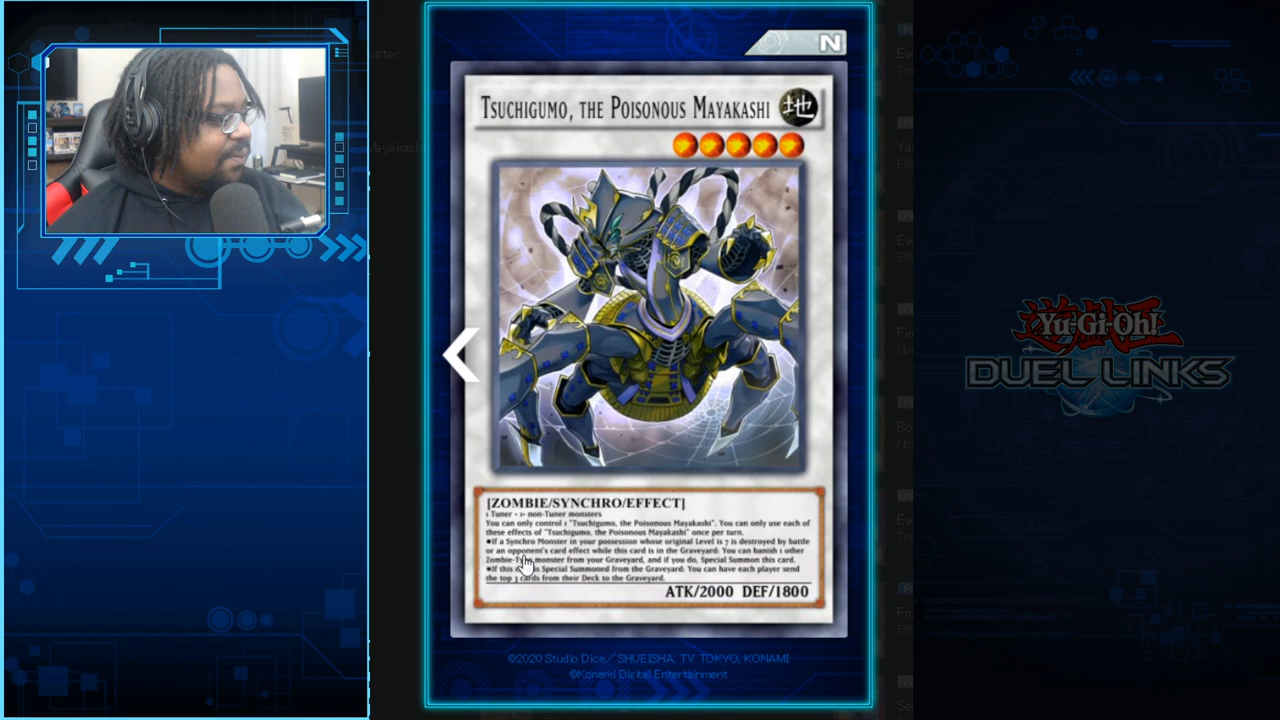 N
TSUCHIGUMO, THE POISONOUS MAYAKASHI
地
[ZOMBIE/SYNCHRO/EFFECT]
1 Tuner + 1+ non-Tuner monsters
You can only control 1 "Tsuchigumo, the Poisonous Mayakashi". You can only use each of
these effects of "Tsuchigumo, the Poisonous Mayakashi" once per turn.
●If a Synchro Monster in your possession whose original Level is 7 is destroyed by battle
or an opponent's card effect while this card is in the Graveyard: You can banish 1 other
monster from your Graveyard, and if you do, Special Summon this card.
●If this Special Summoned from the Graveyard: You can have each player send
the top 3 cards from their Deck to the Graveyard.
ATK/2000 DEF/1800
©2020 Studio Dice/SHUEISHA, TV TOKYO, KONAMI
©Konami Digital Entertainment
Yu-Gi-Oh!
DUEL LINKS